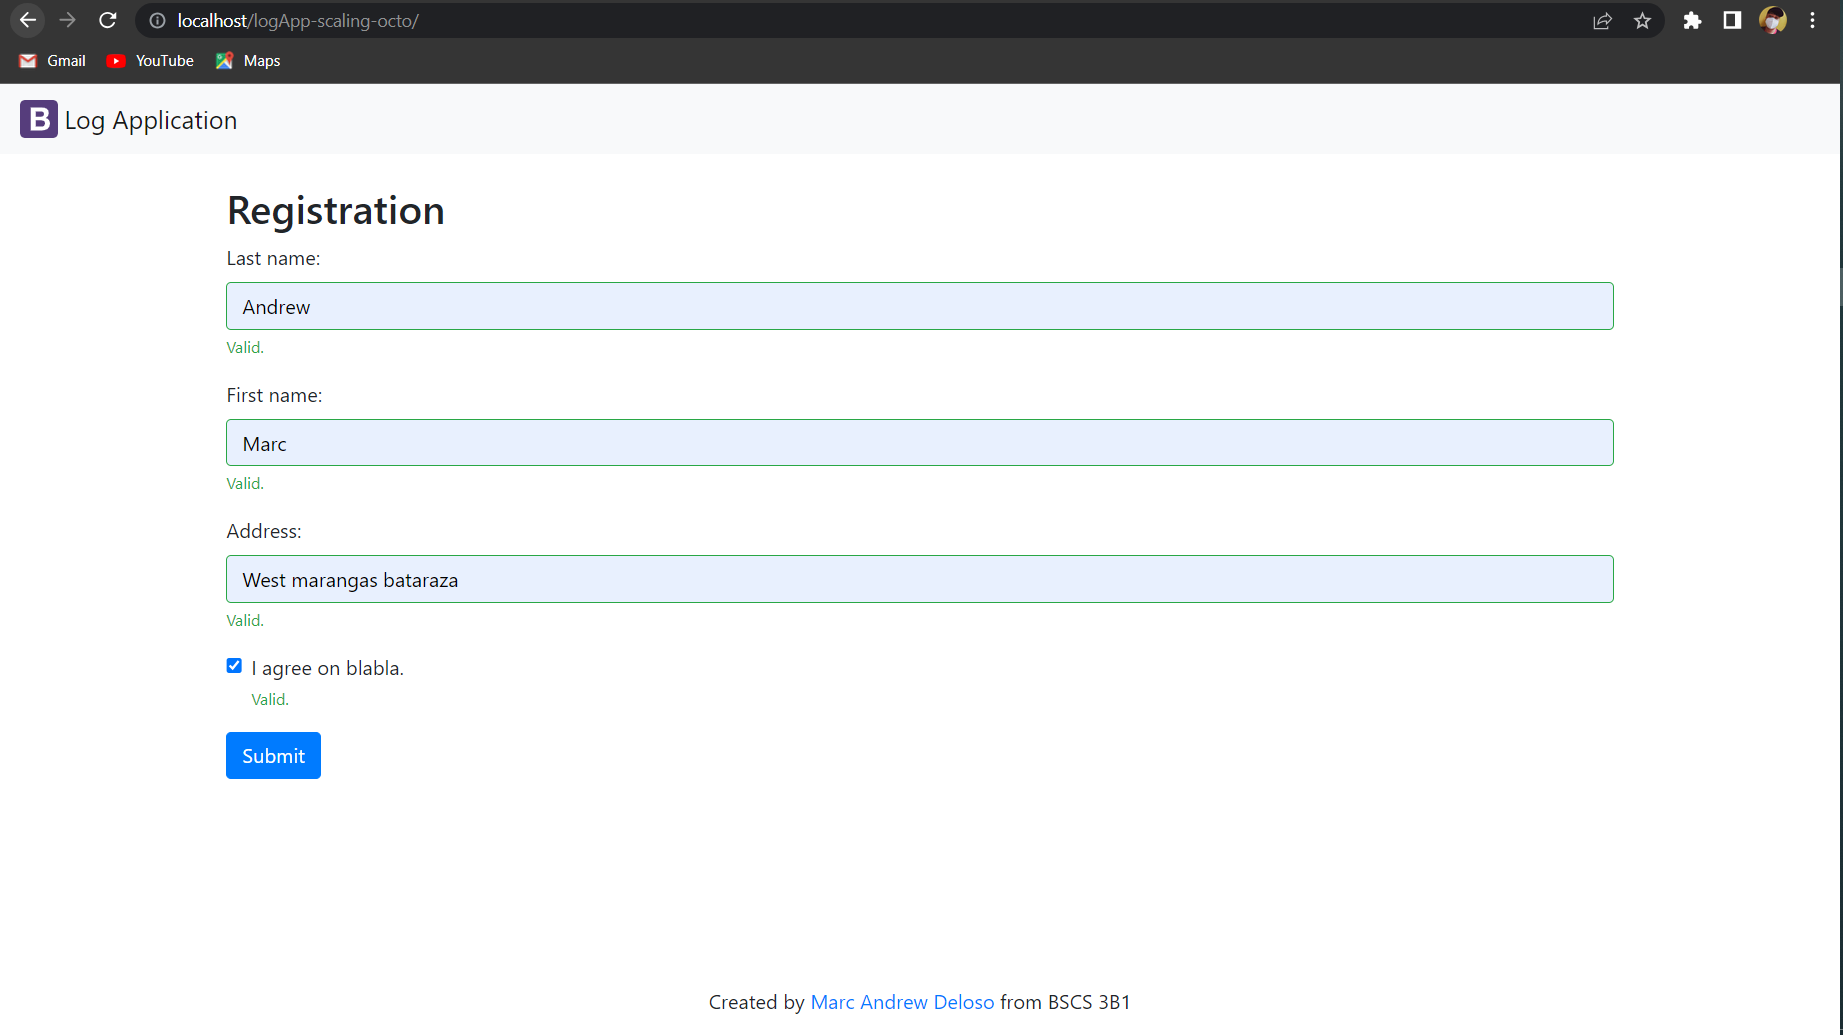 localhost/logApp-scaling-octo/
Gmail YouTube Maps
B Log Application
Registration
Last name:
Andrew
Valid.
First name:
Marc
Valid.
Address:
West marangas bataraza
Valid.
I agree on blabla.
Valid.
Submit
Created by Marc Andrew Deloso from BSCS 3B1